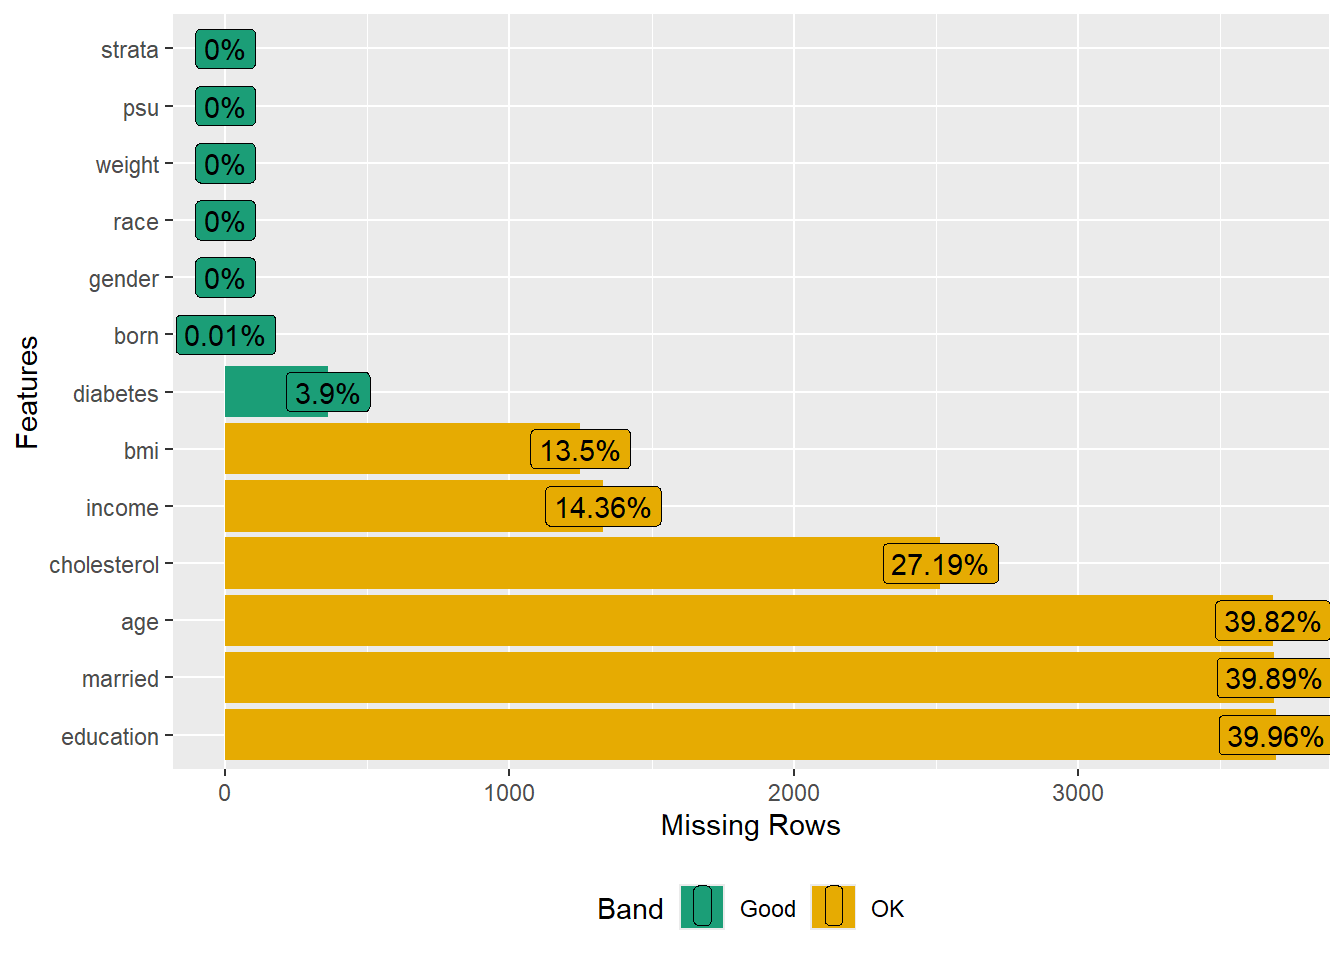 strata 0%
psu 0%
weight 0%
race 0%
gender 0%
born 0.01%
diabetes 3.9%
bmi 13.5%
income 14.36%
cholesterol 27.19%
age 39.82%
married 39.89%
education 39.96%
Features
0 1000 2000 3000
Missing Rows
Band Good OK